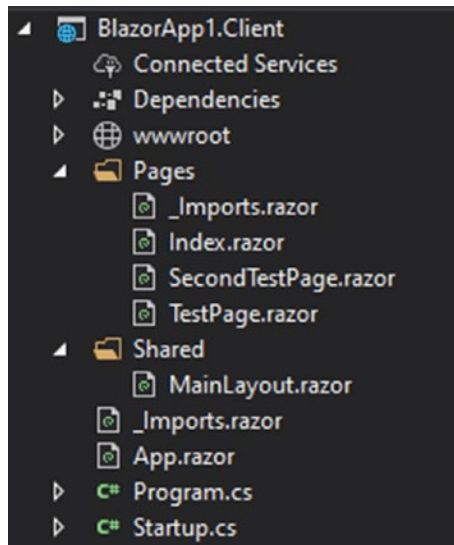 BlazorApp1.Client
Connected Services
Dependencies
wwwroot
Pages
_Imports.razor
Index.razor
SecondTestPage.razor
TestPage.razor
Shared
MainLayout.razor
_Imports.razor
App.razor
C# Program.cs
C# Startup.cs